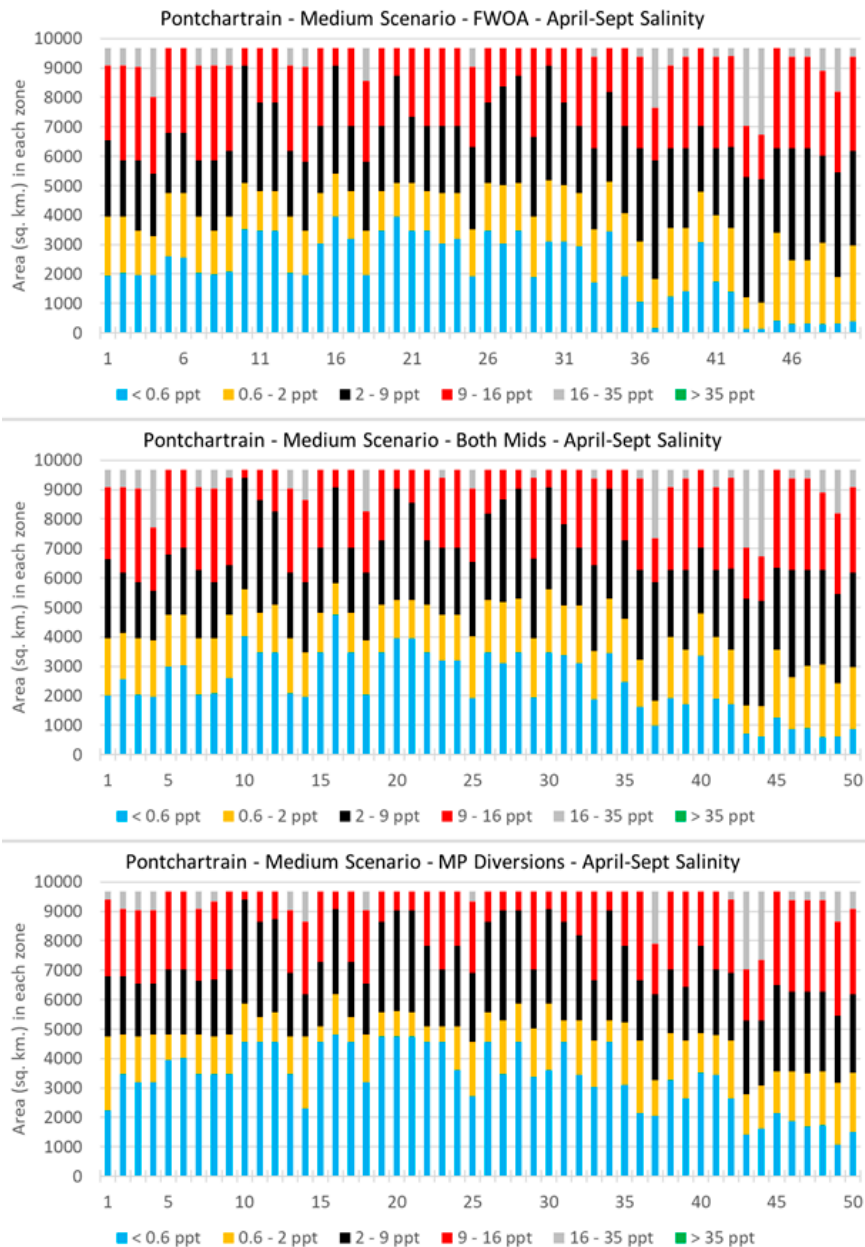 Pontchartrain - Medium Scenario - FWOA - April-Sept Salinity
Area (sq. km.) in each zone
10000
9000
8000
7000
6000
5000
4000
3000
2000
1000
0
1 6 11 16 21 26 31 36 41 46
< 0.6 ppt 0.6 - 2 ppt 2 - 9 ppt 9 - 16 ppt 16 - 35 ppt > 35 ppt
Pontchartrain - Medium Scenario - Both Mids - April-Sept Salinity
Area (sq. km.) in each zone
10000
9000
8000
7000
6000
5000
4000
3000
2000
1000
0
1 5 10 15 20 25 30 35 40 45 50
< 0.6 ppt 0.6 - 2 ppt 2 - 9 ppt 9 - 16 ppt 16 - 35 ppt > 35 ppt
Pontchartrain - Medium Scenario - MP Diversions - April-Sept Salinity
Area (sq. km.) in each zone
10000
9000
8000
7000
6000
5000
4000
3000
2000
1000
0
1 5 10 15 20 25 30 35 40 45 50
< 0.6 ppt 0.6 - 2 ppt 2 - 9 ppt 9 - 16 ppt 16 - 35 ppt > 35 ppt